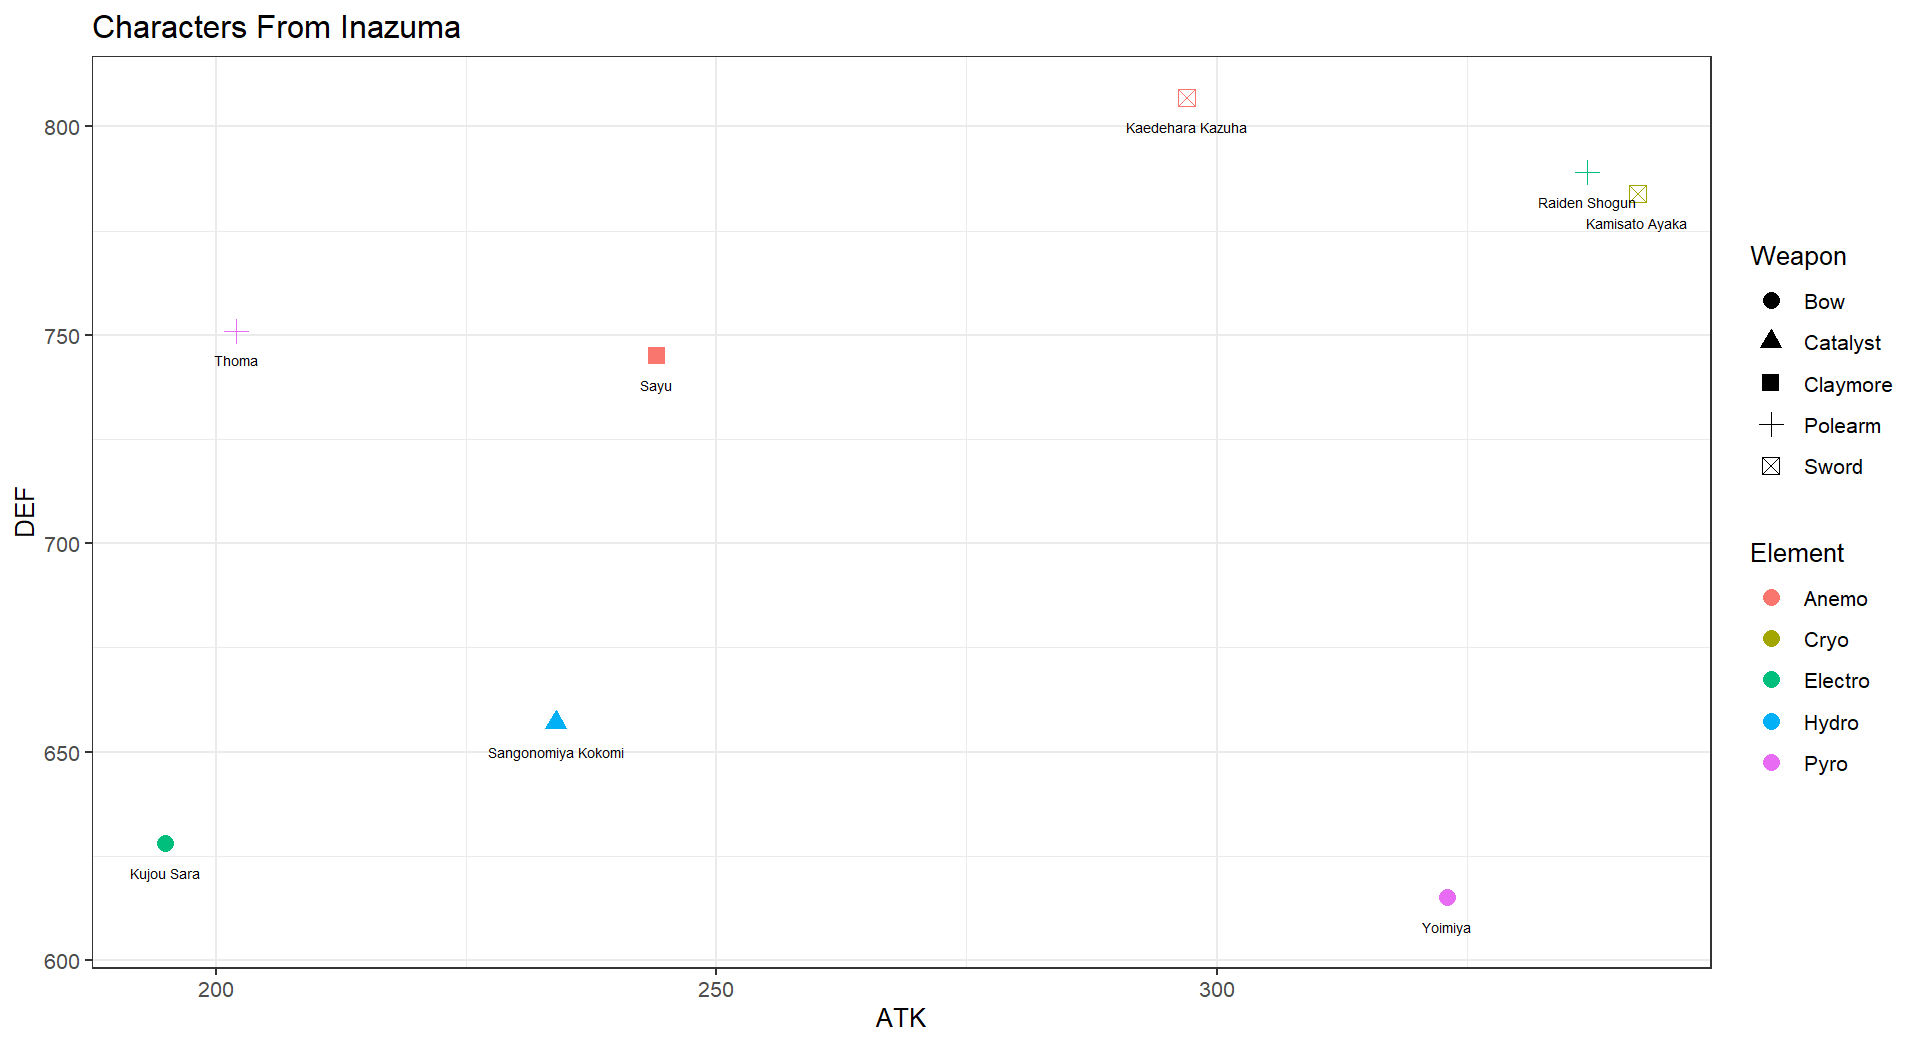 Characters From Inazuma
800
750
700
650
600
DEF
Kaedehara Kazuha
Raiden Shogun
Kamisato Ayaka
Thoma
Sayu
Sangonomiya Kokomi
Kujou Sara
Yoimiya
200
250
300
ATK
Weapon
Bow
Catalyst
Claymore
Polearm
Sword
Element
Anemo
Cryo
Electro
Hydro
Pyro